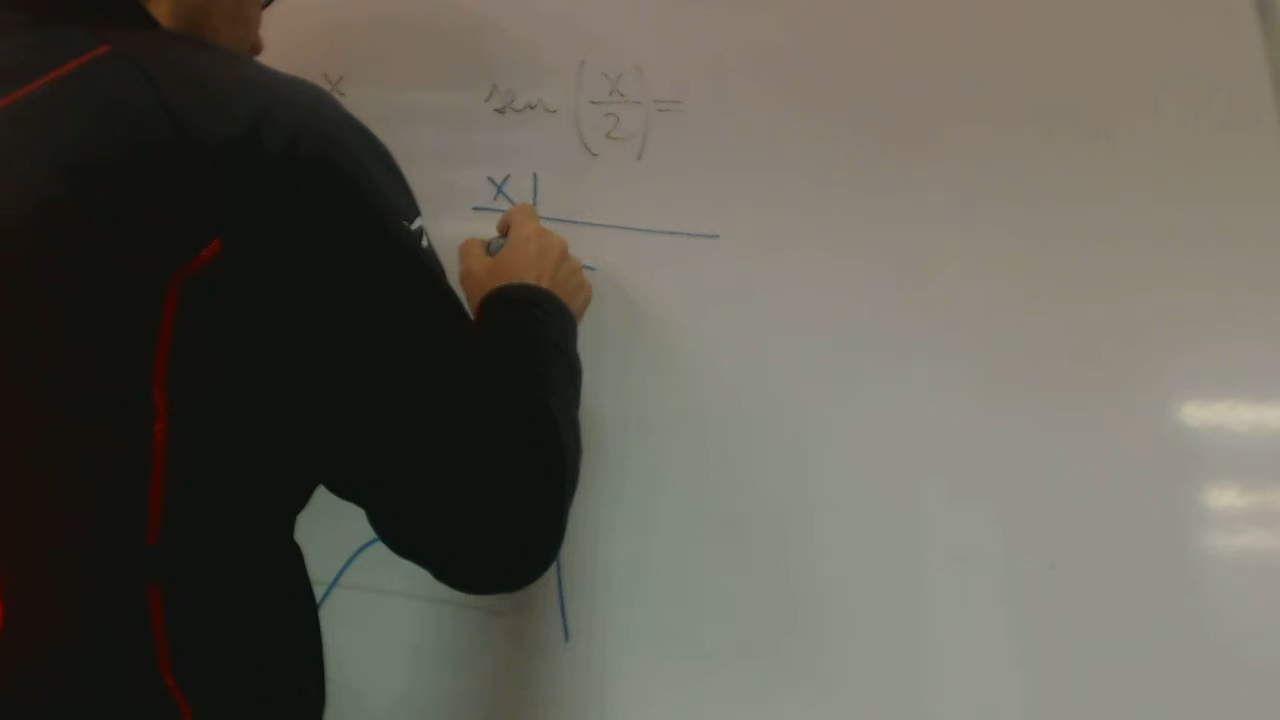 x sen (x/2) =
x